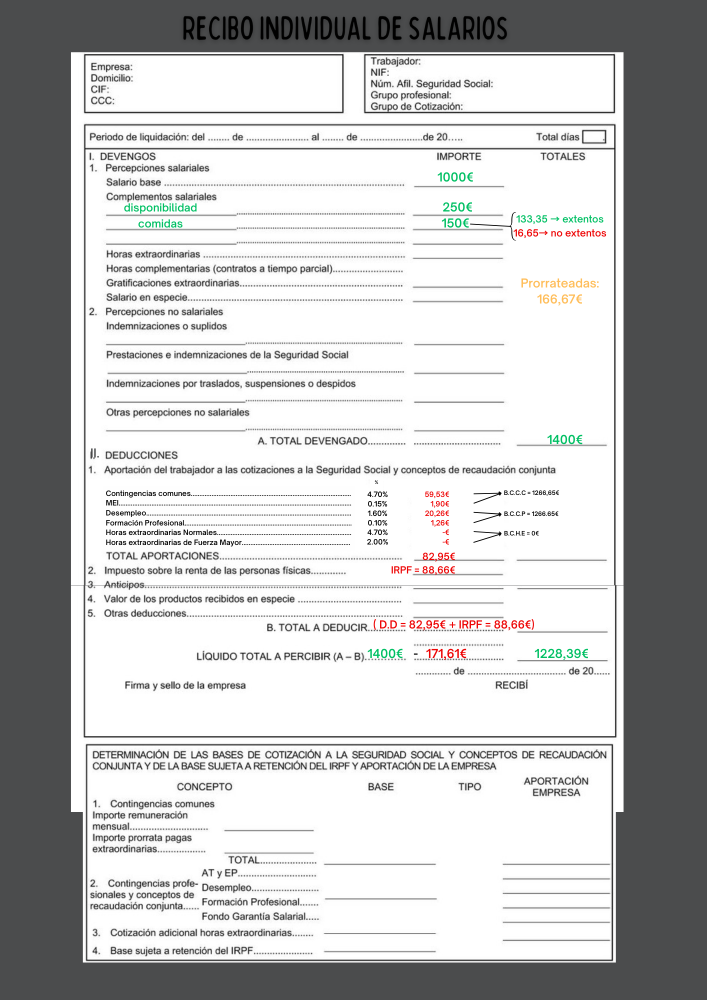 RECIBO INDIVIDUAL DE SALARIOS
Empresa:
Domicilio:
CIF:
CCC:
Trabajador:
NIF:
Núm. Afil. Seguridad Social:
Grupo profesional:
Grupo de Cotización:
Periodo de liquidación: del ........ de ....................... al ........ de .......................de 20..... Total días
I. DEVENGOS IMPORTE TOTALES
1. Percepciones salariales
Salario base ........................................ 1000€
Complementos salariales
disponibilidad ........................................ 250€
comidas ........................................ 150€
133,35 → extentos
16,65→ no extentos
Horas extraordinarias ........................................
Horas complementarias (contratos a tiempo parcial).........................
Gratificaciones extraordinarias........................................
Salario en especie........................................
Prorrateadas:
166,67€
2. Percepciones no salariales
Indemnizaciones o suplidos
Prestaciones e indemnizaciones de la Seguridad Social
Indemnizaciones por traslados, suspensiones o despidos
Otras percepciones no salariales
A. TOTAL DEVENGADO.............. ............................... 1400€
II. DEDUCCIONES
1. Aportación del trabajador a las cotizaciones a la Seguridad Social y conceptos de recaudación conjunta
%
Contingencias comunes........................................ 4.70% 59,53€ B.C.C.C = 1266,65€
MEI........................................ 0.15% 1,90€
Desempleo........................................ 1.60% 20,26€ B.C.C.P = 1266.65€
Formación Profesional........................................ 0.10% 1,26€
Horas extraordinarias Normales........................................ 4.70% -€ B.C.H.E = 0€
Horas extraordinarias de Fuerza Mayor........................................ 2.00% -€
TOTAL APORTACIONES........................................ 82,95€
2. Impuesto sobre la renta de las personas físicas............. IRPF = 88,66€
3. Anticipos........................................
4. Valor de los productos recibidos en especie ........................................
5. Otras deducciones........................................
B. TOTAL A DEDUCIR..( D.D = 82,95€ + IRPF = 88,66€)
LÍQUIDO TOTAL A PERCIBIR (A – B). 1400€ - 171,61€ 1228,39€
............. de .................................... de 20......
Firma y sello de la empresa RECIBÍ
DETERMINACIÓN DE LAS BASES DE COTIZACIÓN A LA SEGURIDAD SOCIAL Y CONCEPTOS DE RECAUDACIÓN
CONJUNTA Y DE LA BASE SUJETA A RETENCIÓN DEL IRPF Y APORTACIÓN DE LA EMPRESA
CONCEPTO BASE TIPO APORTACIÓN
EMPRESA
1. Contingencias comunes
Importe remuneración
mensual.............................
Importe prorrata pagas
extraordinarias..................
TOTAL.....................
AT y EP.............................
2. Contingencias profe-
sionales y conceptos de
recaudación conjunta......
Desempleo.........................
Formación Profesional.......
Fondo Garantía Salarial.....
3. Cotización adicional horas extraordinarias........
4. Base sujeta a retención del IRPF......................